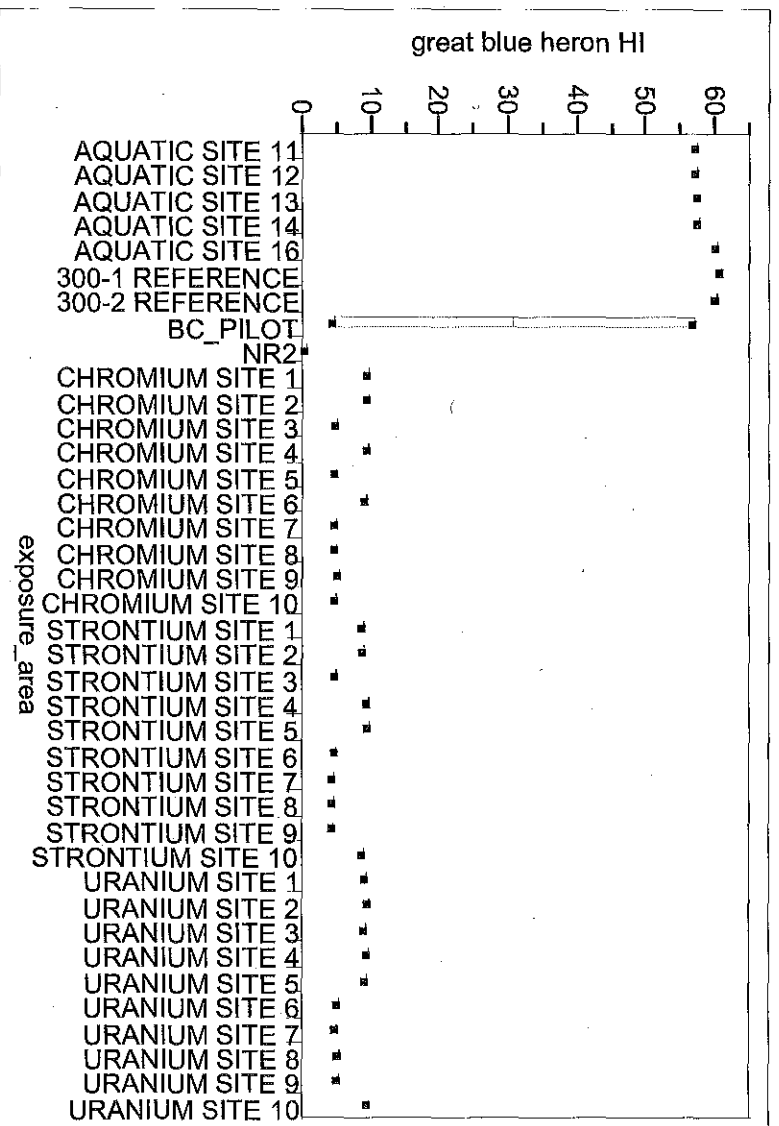 great blue heron HI
0
10
20
30
40
50
60
AQUATIC SITE 11
AQUATIC SITE 12
AQUATIC SITE 13
AQUATIC SITE 14
AQUATIC SITE 16
300-1 REFERENCE
300-2 REFERENCE
BC_PILOT
NR2
CHROMIUM SITE 1
CHROMIUM SITE 2
CHROMIUM SITE 3
CHROMIUM SITE 4
CHROMIUM SITE 5
CHROMIUM SITE 6
CHROMIUM SITE 7
CHROMIUM SITE 8
CHROMIUM SITE 9
CHROMIUM SITE 10
STRONTIUM SITE 1
STRONTIUM SITE 2
STRONTIUM SITE 3
STRONTIUM SITE 4
STRONTIUM SITE 5
STRONTIUM SITE 6
STRONTIUM SITE 7
STRONTIUM SITE 8
STRONTIUM SITE 9
STRONTIUM SITE 10
URANIUM SITE 1
URANIUM SITE 2
URANIUM SITE 3
URANIUM SITE 4
URANIUM SITE 5
URANIUM SITE 6
URANIUM SITE 7
URANIUM SITE 8
URANIUM SITE 9
URANIUM SITE 10
exposure_area